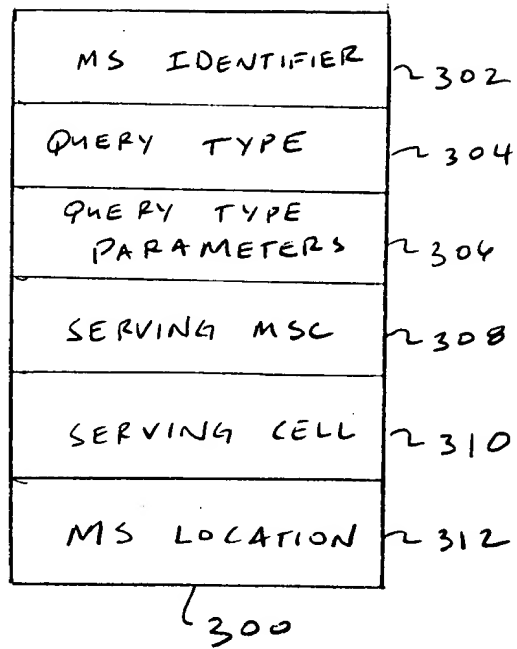 MS IDENTIFIER 302
QUERY TYPE 304
QUERY TYPE
PARAMETERS 306
SERVING MSC 308
SERVING CELL 310
MS LOCATION 312
300